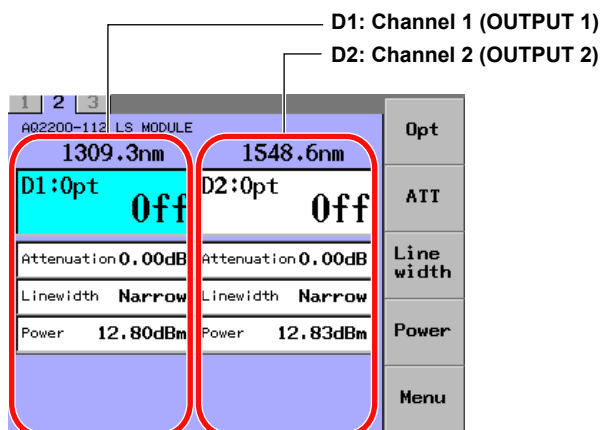 D1: Channel 1 (OUTPUT 1)
D2: Channel 2 (OUTPUT 2)
1 2 3
AQ2200-112 LS MODULE
1309.3nm 1548.6nm
D1:Opt Off D2:Opt Off
Attenuation 0.00dB Attenuation 0.00dB
Linewidth Narrow Linewidth Narrow
Power 12.80dBm Power 12.83dBm
Opt
ATT
Line
width
Power
Menu